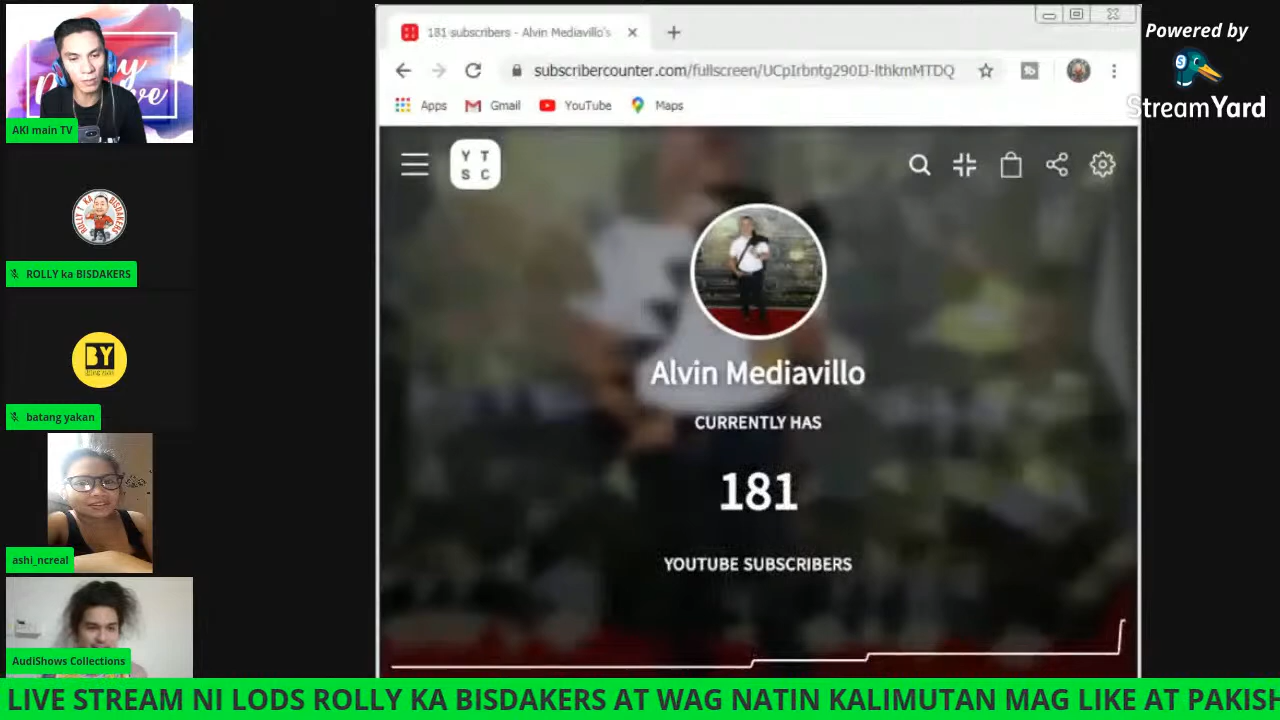 AKI main TV
ROLLY ka BISDAKERS
BY
batang yakan
ashi_ncreal
AudiShows Collections
181 subscribers - Alvin Mediavillo's
subscribercounter.com/fullscreen/UCpIrbntg290IJ-lthkmMTDQ
Apps Gmail YouTube Maps
Y T
S C
Alvin Mediavillo
CURRENTLY HAS
181
YOUTUBE SUBSCRIBERS
Powered by
StreamYard
LIVE STREAM NI LODS ROLLY KA BISDAKERS AT WAG NATIN KALIMUTAN MAG LIKE AT PAKISH